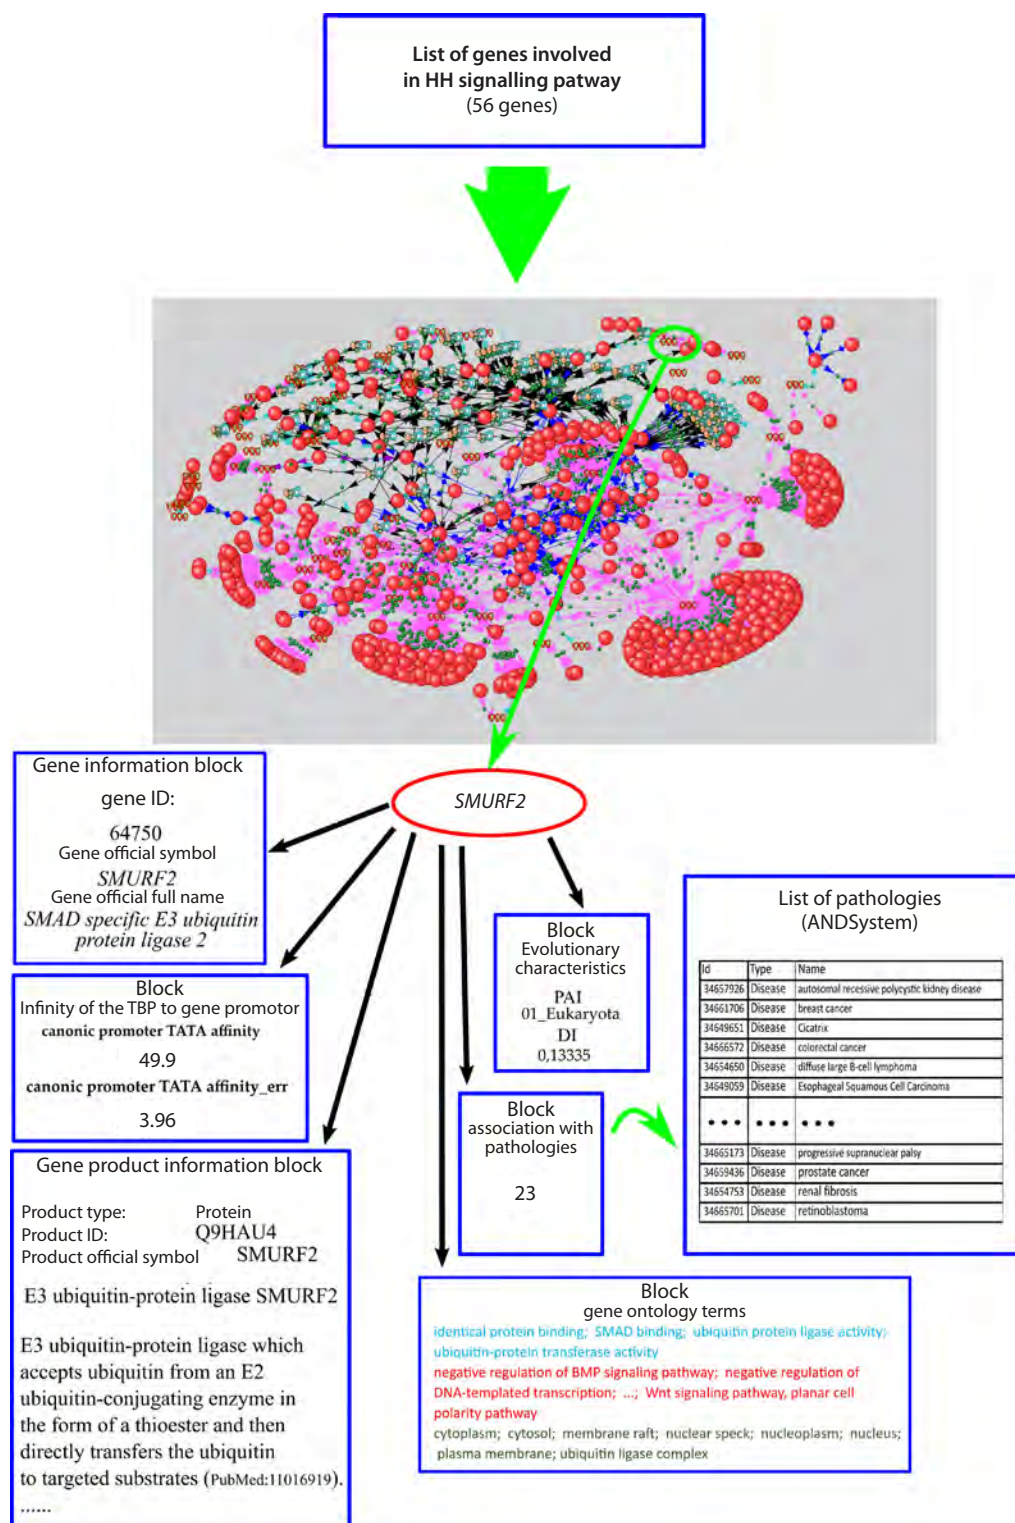 List of genes involved
in HH signalling patway
(56 genes)
SMURF2
Gene information block
gene ID:
64750
Gene official symbol
SMURF2
Gene official full name
SMAD specific E3 ubiquitin
protein ligase 2
Block
Infinity of the TBP to gene promotor
canonic promoter TATA affinity
49.9
canonic promoter TATA affinity_err
3.96
Gene product information block
Product type: Protein
Product ID: Q9HAU4
Product official symbol SMURF2
E3 ubiquitin-protein ligase SMURF2
E3 ubiquitin-protein ligase which
accepts ubiquitin from an E2
ubiquitin-conjugating enzyme in
the form of a thioester and then
directly transfers the ubiquitin
to targeted substrates (PubMed:11016919).
......
Block
Evolutionary
characteristics
PAI
01_Eukaryota
DI
0,13335
Block
association with
pathologies
23
List of pathologies
(ANDSystem)
Id Type Name
34657926 Disease autosomal recessive polycystic kidney disease
34661706 Disease breast cancer
34649651 Disease Cicatrix
34666572 Disease colorectal cancer
34654650 Disease diffuse large B-cell lymphoma
34649059 Disease Esophageal Squamous Cell Carcinoma
• • • • • • • • •
34665173 Disease progressive supranuclear palsy
34659436 Disease prostate cancer
34654753 Disease renal fibrosis
34665701 Disease retinoblastoma
Block
gene ontology terms
identical protein binding; SMAD binding; ubiquitin protein ligase activity;
ubiquitin-protein transferase activity
negative regulation of BMP signaling pathway; negative regulation of
DNA-templated transcription; ...; Wnt signaling pathway, planar cell
polarity pathway
cytoplasm; cytosol; membrane raft; nuclear speck; nucleoplasm; nucleus;
plasma membrane; ubiquitin ligase complex